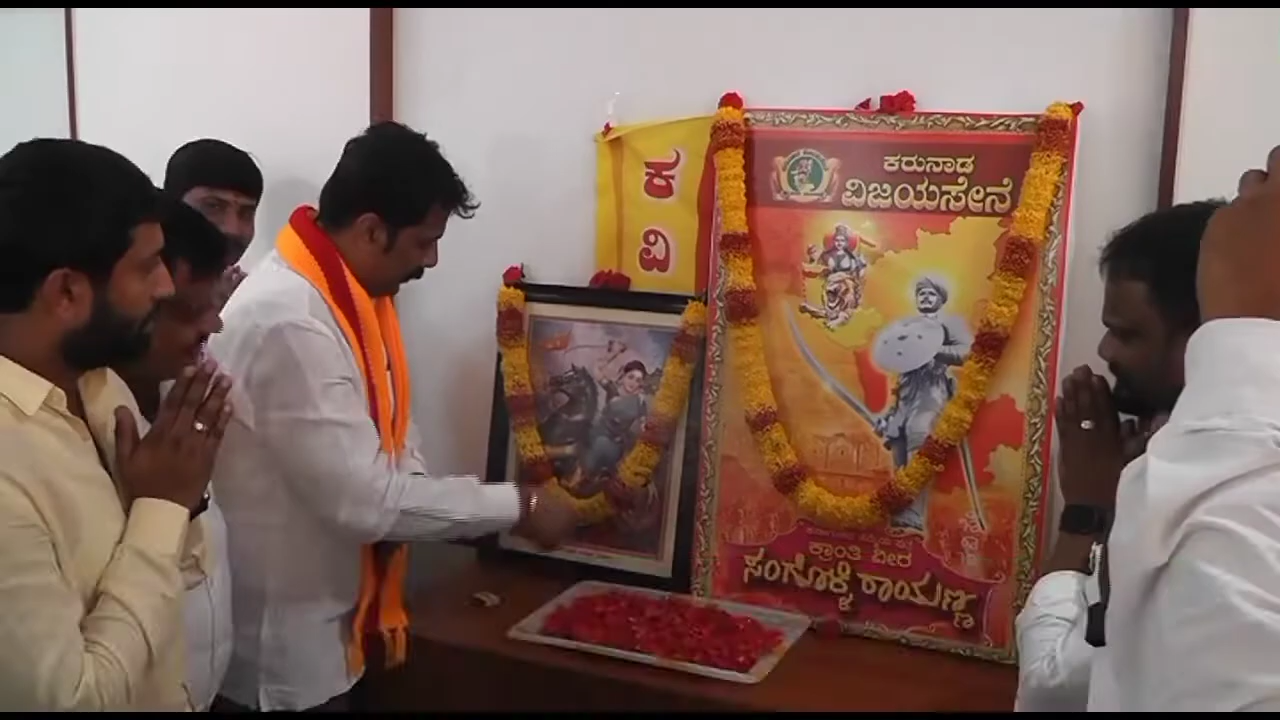 ಕ
ವಿ
ಕರುನಾಡ
ವಿಜಯಸೇನೆ
ಕ್ರಾಂತಿ ವೀರ
ಸಂಗೊಳ್ಳಿ ರಾಯಣ್ಣ